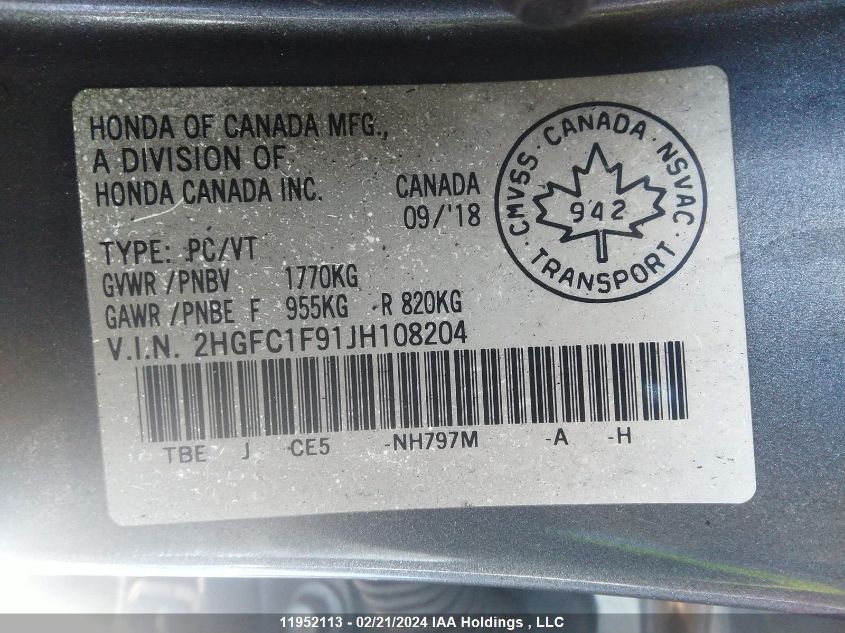 HONDA OF CANADA MFG.,
A DIVISION OF
HONDA CANADA INC.
CANADA
09/'18
CMVSS · CANADA · NSVAC
942
TRANSPORT
TYPE: PC/VT
GVWR /PNBV 1770KG
GAWR /PNBE F 955KG -R 820KG
V.I.N. 2HGFC1F91JH108204
TBE J CE5 -NH797M -A -H
11952113 - 02/21/2024 IAA Holdings , LLC